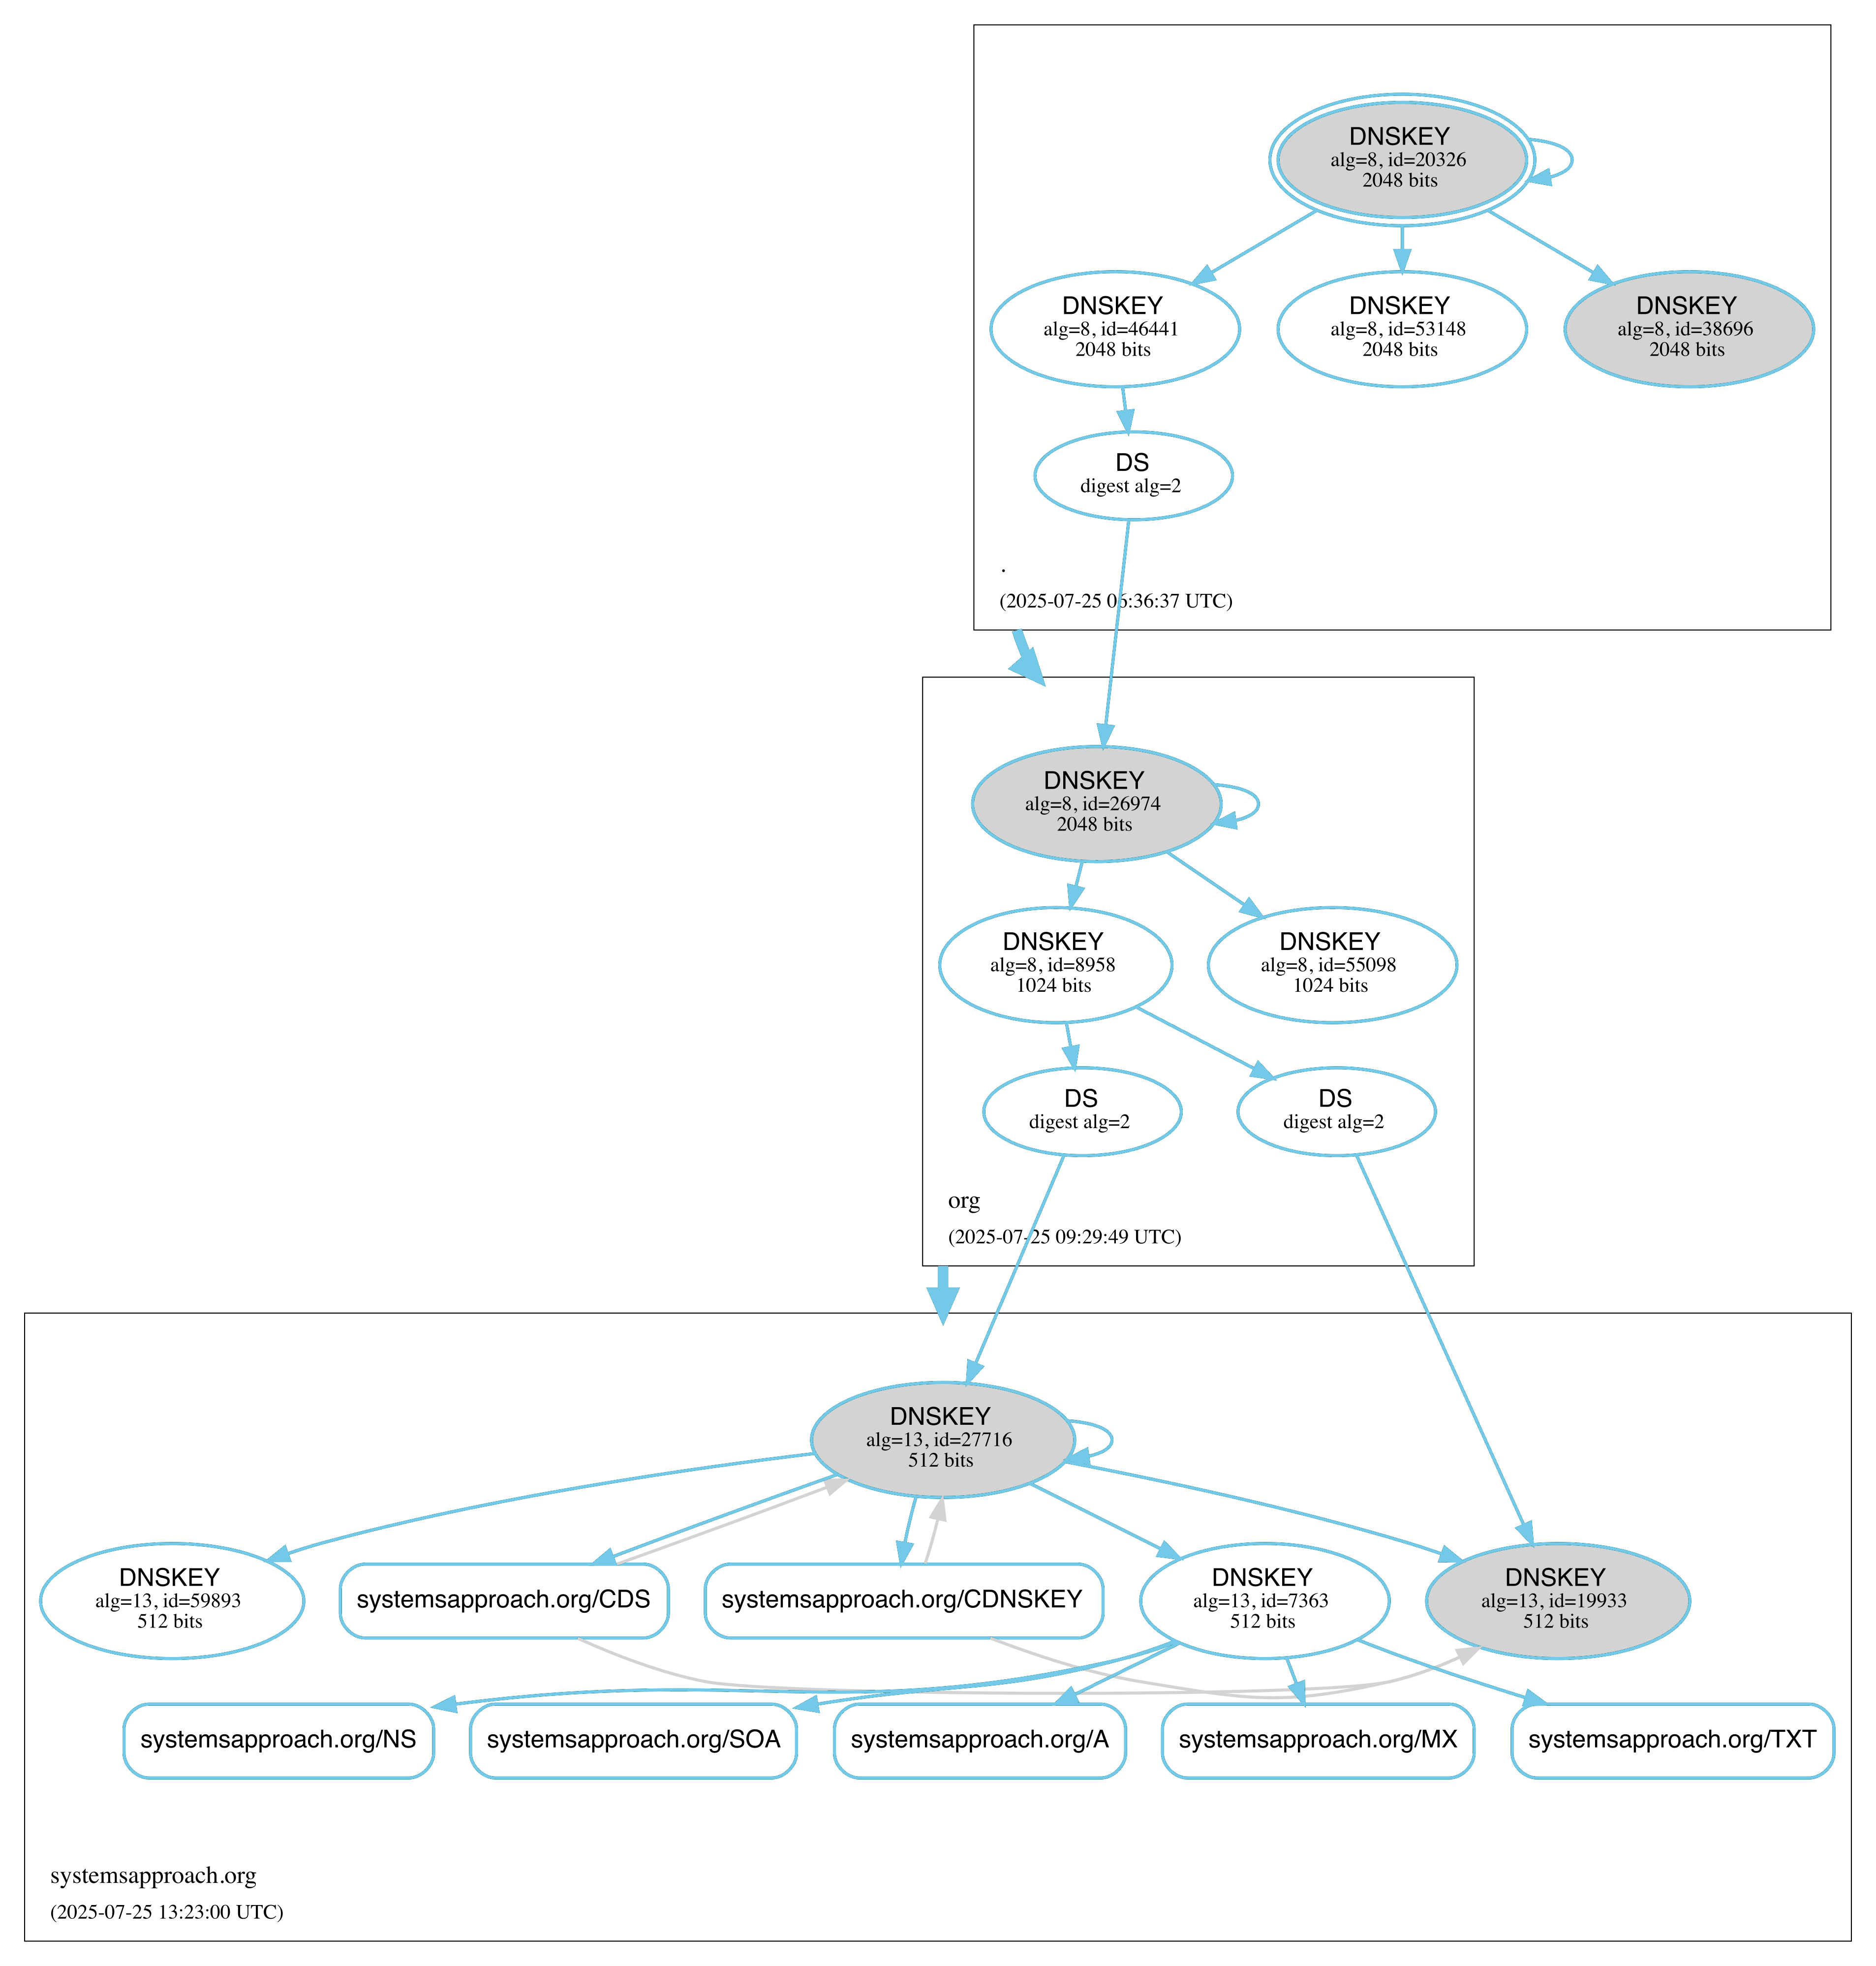 DNSKEY
alg=8, id=20326
2048 bits
DNSKEY
alg=8, id=46441
2048 bits
DNSKEY
alg=8, id=53148
2048 bits
DNSKEY
alg=8, id=38696
2048 bits
DS
digest alg=2
.
(2025-07-25 06:36:37 UTC)
DNSKEY
alg=8, id=26974
2048 bits
DNSKEY
alg=8, id=8958
1024 bits
DNSKEY
alg=8, id=55098
1024 bits
DS
digest alg=2
DS
digest alg=2
org
(2025-07-25 09:29:49 UTC)
DNSKEY
alg=13, id=27716
512 bits
DNSKEY
alg=13, id=59893
512 bits
systemsapproach.org/CDS
systemsapproach.org/CDNSKEY
DNSKEY
alg=13, id=7363
512 bits
DNSKEY
alg=13, id=19933
512 bits
systemsapproach.org/NS
systemsapproach.org/SOA
systemsapproach.org/A
systemsapproach.org/MX
systemsapproach.org/TXT
systemsapproach.org
(2025-07-25 13:23:00 UTC)